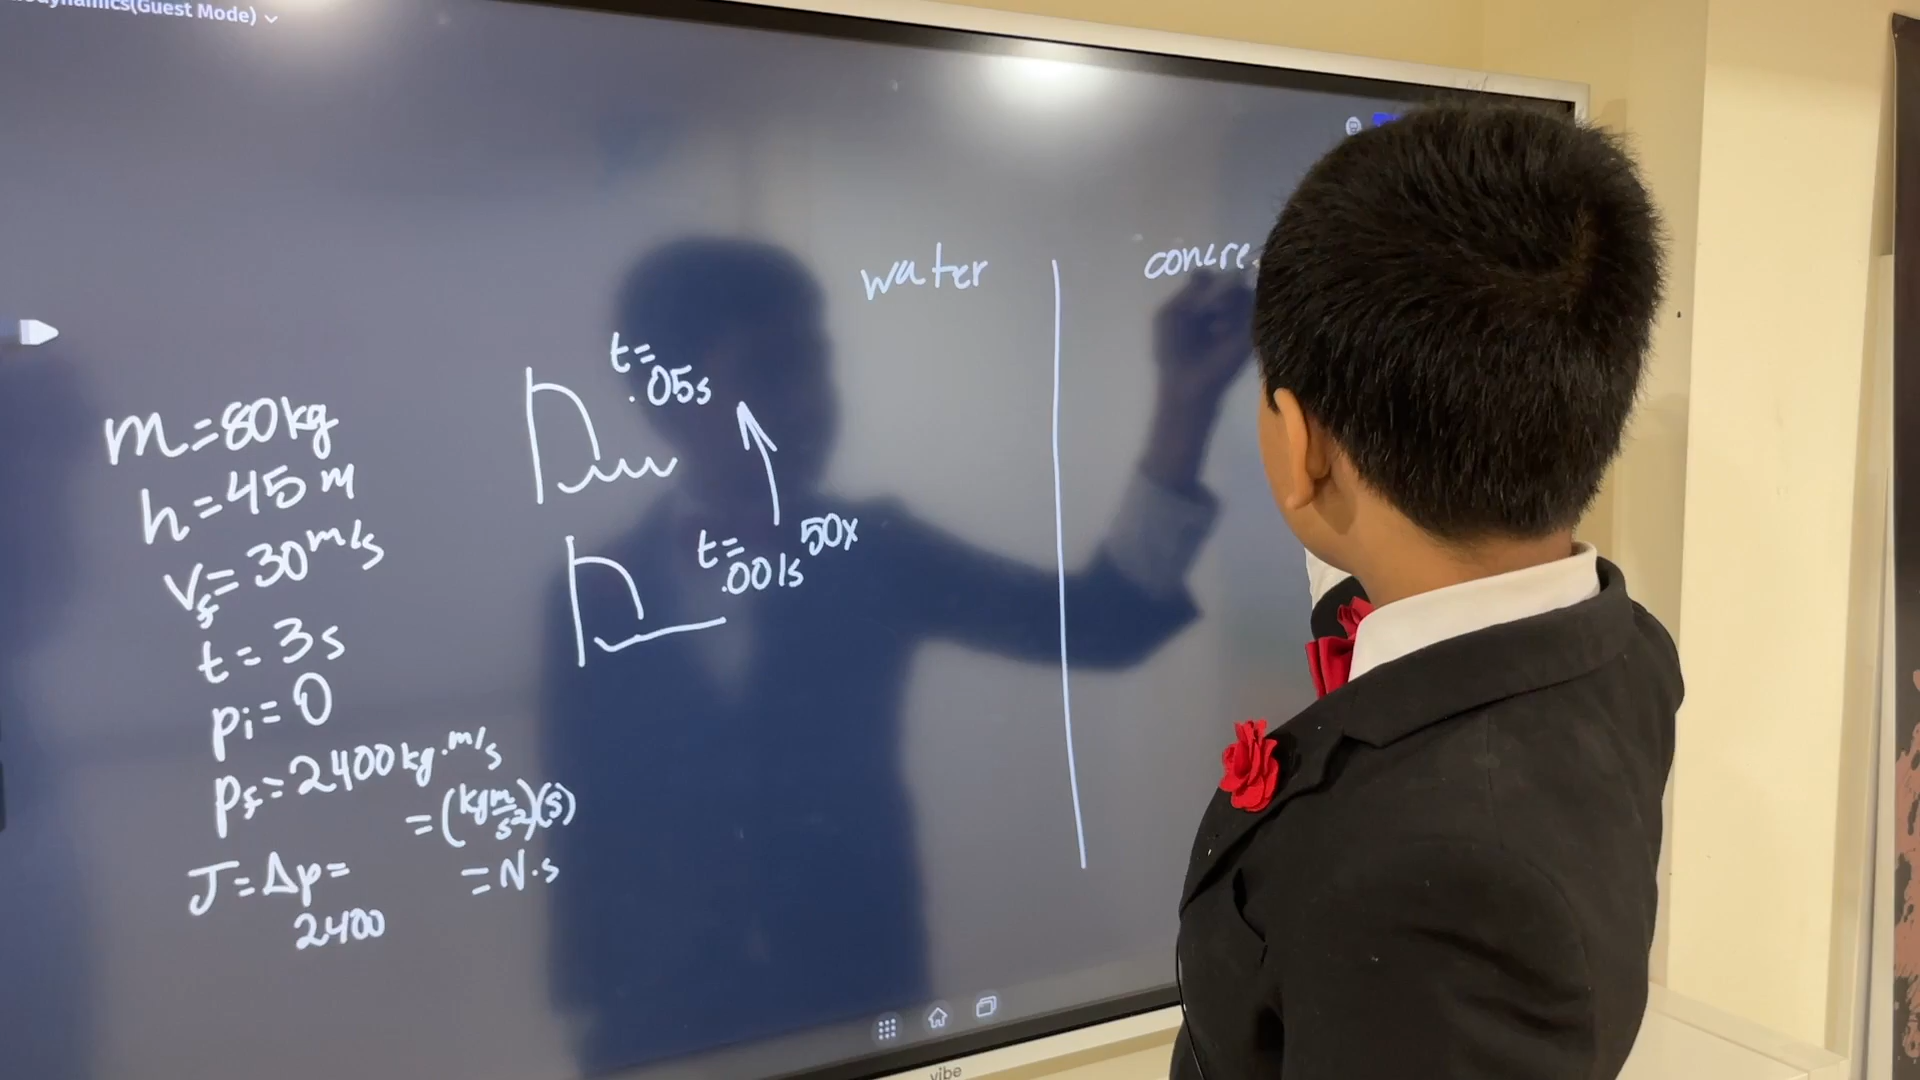 (Guest Mode)
m=80kg
h=45m
vf=30m/s
t=3s
pi=0
pf=2400kg·m/s
=(kg m/s²)(s)
=N·s
J=Δp=
2400
t=
.05s
t=
.001s
50x
water
concre
vibe